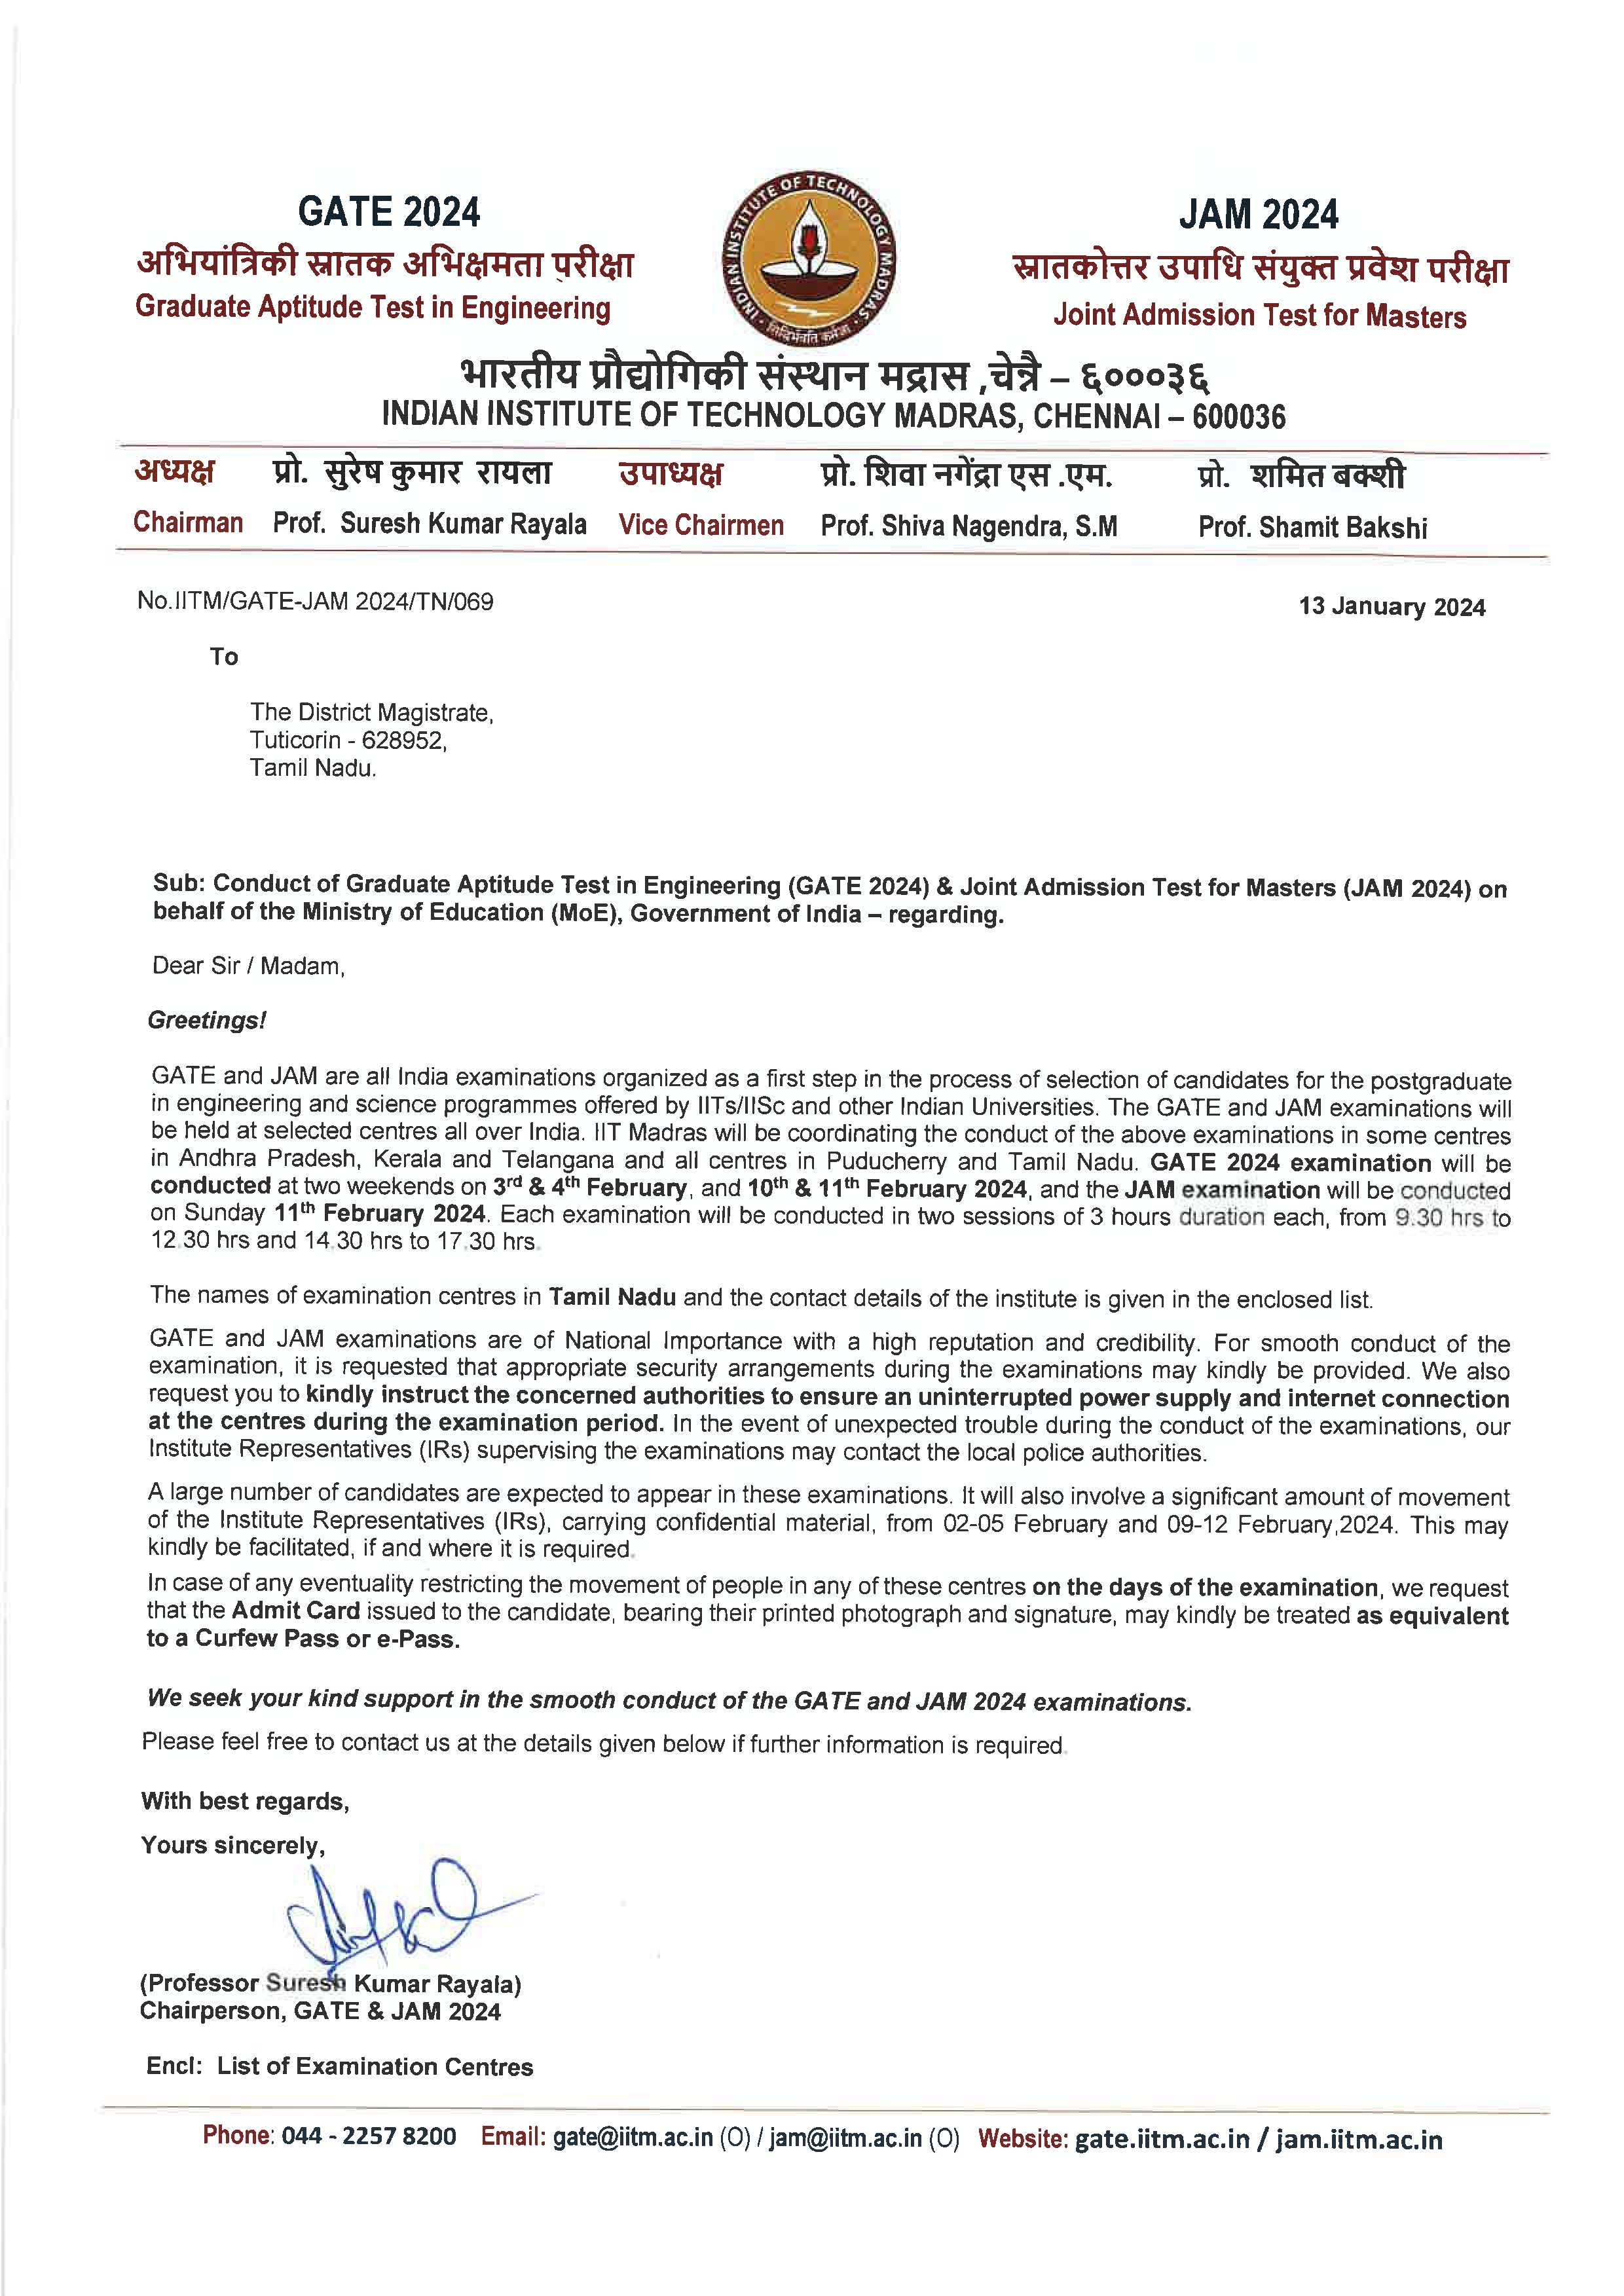 GATE 2024
अभियांत्रिकी स्नातक अभिक्षमता परीक्षा
Graduate Aptitude Test in Engineering
INDIAN INSTITUTE OF TECHNOLOGY MADRAS
सिद्धिर्भवति कर्मजा
JAM 2024
स्नातकोत्तर उपाधि संयुक्त प्रवेश परीक्षा
Joint Admission Test for Masters
भारतीय प्रौद्योगिकी संस्थान मद्रास ,चेन्नै – ६०००३६
INDIAN INSTITUTE OF TECHNOLOGY MADRAS, CHENNAI – 600036
अध्यक्ष प्रो. सुरेष कुमार रायला उपाध्यक्ष प्रो. शिवा नगेंद्रा एस .एम. प्रो. शमित बक्शी
Chairman Prof. Suresh Kumar Rayala Vice Chairmen Prof. Shiva Nagendra, S.M Prof. Shamit Bakshi
No.IITM/GATE-JAM 2024/TN/069 13 January 2024
To
The District Magistrate,
Tuticorin - 628952,
Tamil Nadu.
Sub: Conduct of Graduate Aptitude Test in Engineering (GATE 2024) & Joint Admission Test for Masters (JAM 2024) on
behalf of the Ministry of Education (MoE), Government of India – regarding.
Dear Sir / Madam,
Greetings!
GATE and JAM are all India examinations organized as a first step in the process of selection of candidates for the postgraduate
in engineering and science programmes offered by IITs/IISc and other Indian Universities. The GATE and JAM examinations will
be held at selected centres all over India. IIT Madras will be coordinating the conduct of the above examinations in some centres
in Andhra Pradesh, Kerala and Telangana and all centres in Puducherry and Tamil Nadu. GATE 2024 examination will be
conducted at two weekends on 3rd & 4th February, and 10th & 11th February 2024, and the JAM examination will be conducted
on Sunday 11th February 2024. Each examination will be conducted in two sessions of 3 hours duration each, from 9.30 hrs to
12.30 hrs and 14.30 hrs to 17.30 hrs.
The names of examination centres in Tamil Nadu and the contact details of the institute is given in the enclosed list.
GATE and JAM examinations are of National Importance with a high reputation and credibility. For smooth conduct of the
examination, it is requested that appropriate security arrangements during the examinations may kindly be provided. We also
request you to kindly instruct the concerned authorities to ensure an uninterrupted power supply and internet connection
at the centres during the examination period. In the event of unexpected trouble during the conduct of the examinations, our
Institute Representatives (IRs) supervising the examinations may contact the local police authorities.
A large number of candidates are expected to appear in these examinations. It will also involve a significant amount of movement
of the Institute Representatives (IRs), carrying confidential material, from 02-05 February and 09-12 February,2024. This may
kindly be facilitated, if and where it is required.
In case of any eventuality restricting the movement of people in any of these centres on the days of the examination, we request
that the Admit Card issued to the candidate, bearing their printed photograph and signature, may kindly be treated as equivalent
to a Curfew Pass or e-Pass.
We seek your kind support in the smooth conduct of the GATE and JAM 2024 examinations.
Please feel free to contact us at the details given below if further information is required.
With best regards,
Yours sincerely,
(Professor Suresh Kumar Rayala)
Chairperson, GATE & JAM 2024
Encl: List of Examination Centres
Phone: 044 - 2257 8200 Email: gate@iitm.ac.in (O) / jam@iitm.ac.in (O) Website: gate.iitm.ac.in / jam.iitm.ac.in